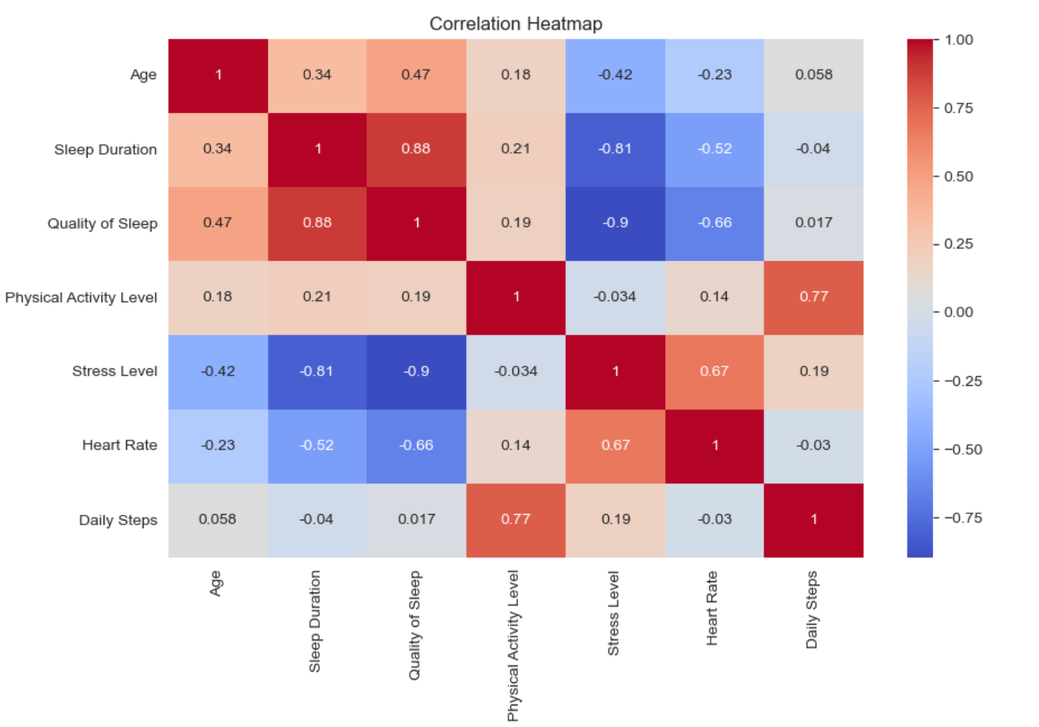 Correlation Heatmap
Age 1 0.34 0.47 0.18 -0.42 -0.23 0.058
Sleep Duration 0.34 1 0.88 0.21 -0.81 -0.52 -0.04
Quality of Sleep 0.47 0.88 1 0.19 -0.9 -0.66 0.017
Physical Activity Level 0.18 0.21 0.19 1 -0.034 0.14 0.77
Stress Level -0.42 -0.81 -0.9 -0.034 1 0.67 0.19
Heart Rate -0.23 -0.52 -0.66 0.14 0.67 1 -0.03
Daily Steps 0.058 -0.04 0.017 0.77 0.19 -0.03 1
Age
Sleep Duration
Quality of Sleep
Physical Activity Level
Stress Level
Heart Rate
Daily Steps
1.00
0.75
0.50
0.25
0.00
−0.25
−0.50
−0.75